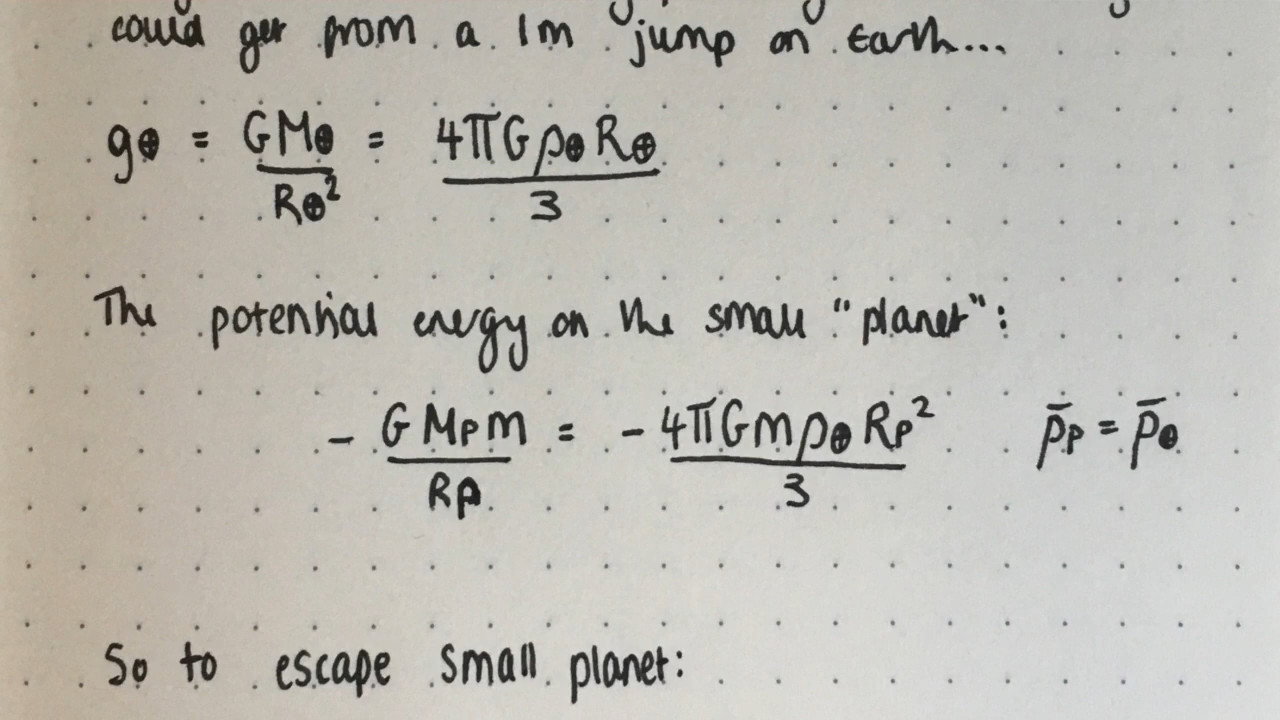 could get from a 1m jump on Earth...
g⊕ = GM⊕/R⊕² = 4πGρ⊕R⊕/3
The potential energy on the small "planet":
- GMpm/Rp = - 4πGmρ⊕Rp²/3 ρ̄p = ρ̄⊕
So to escape small planet: